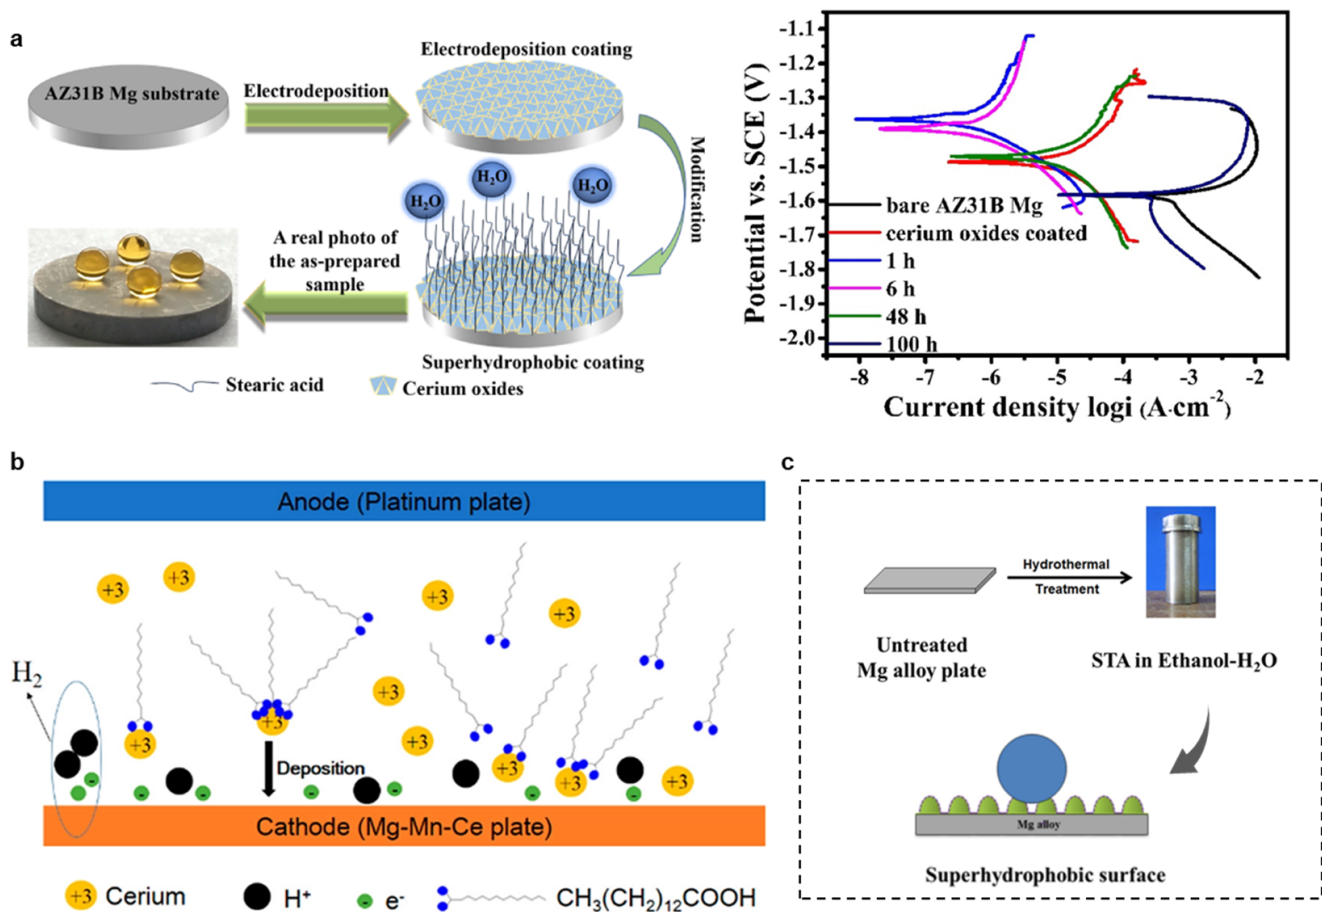 a
AZ31B Mg substrate
Electrodeposition
Electrodeposition coating
Modification
H₂O
H₂O
H₂O
A real photo of
the as-prepared
sample
Superhydrophobic coating
Stearic acid
Cerium oxides
Potential vs. SCE (V)
-1.1
-1.2
-1.3
-1.4
-1.5
-1.6
-1.7
-1.8
-1.9
-2.0
bare AZ31B Mg
cerium oxides coated
1 h
6 h
48 h
100 h
-8 -7 -6 -5 -4 -3 -2
Current density logi (A·cm⁻²)
b
Anode (Platinum plate)
+3
+3
+3
+3
+3
+3
+3
+3
+3
+3
+3
H₂
Deposition
- - - - - - -
Cathode (Mg-Mn-Ce plate)
+3 Cerium
H⁺
- e⁻
CH₃(CH₂)₁₂COOH
c
Hydrothermal
Treatment
Untreated
Mg alloy plate
STA in Ethanol-H₂O
Mg alloy
Superhydrophobic surface